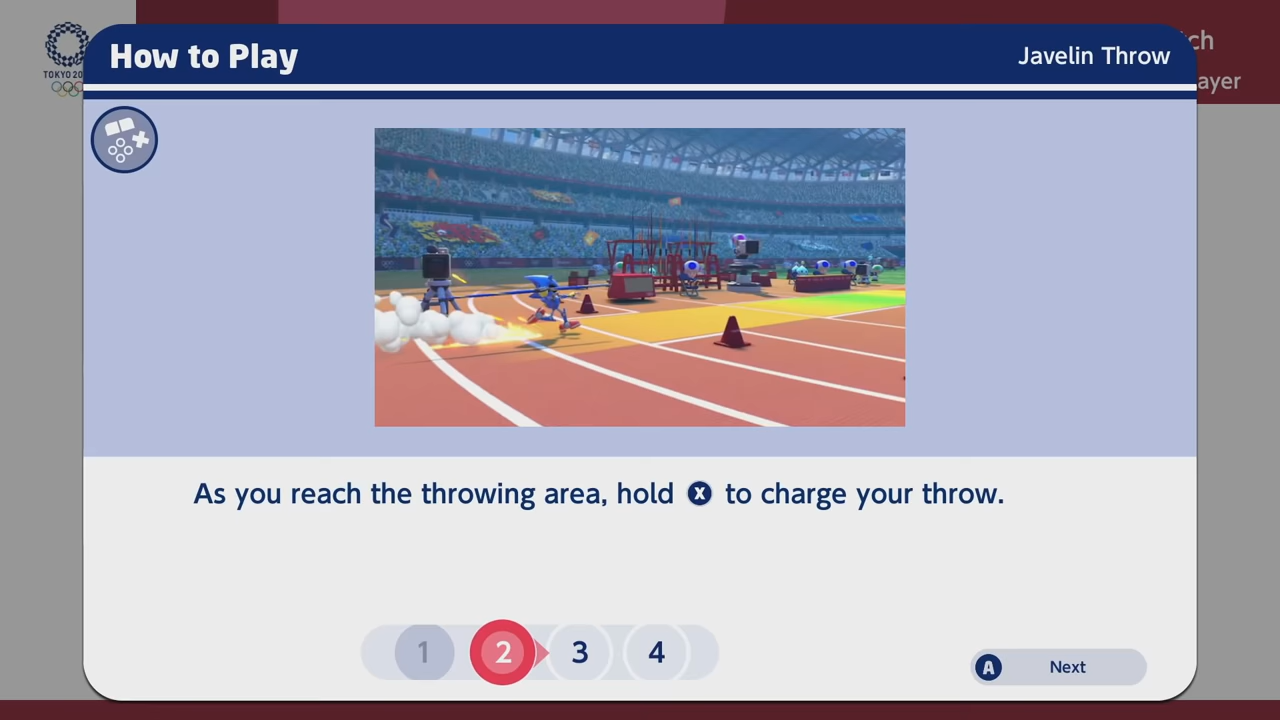 How to Play
Javelin Throw
ch
TOKYO 20
ayer
As you reach the throwing area, hold X to charge your throw.
1 2 3 4
A Next